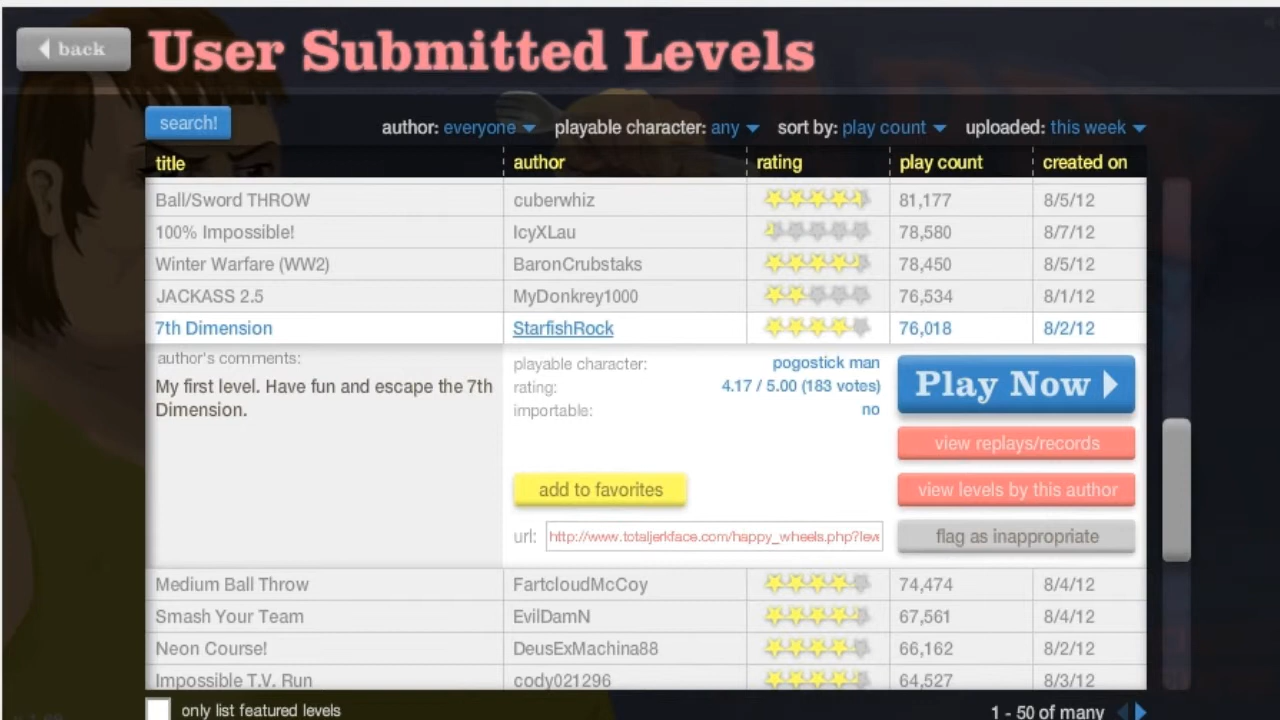 back
User Submitted Levels
search!
author: everyone playable character: any sort by: play count uploaded: this week
title author rating play count created on
Ball/Sword THROW cuberwhiz 81,177 8/5/12
100% Impossible! IcyXLau 78,580 8/7/12
Winter Warfare (WW2) BaronCrubstaks 78,450 8/5/12
JACKASS 2.5 MyDonkrey1000 76,534 8/1/12
7th Dimension StarfishRock 76,018 8/2/12
author's comments:
My first level. Have fun and escape the 7th
Dimension.
playable character: pogostick man
rating: 4.17 / 5.00 (183 votes)
importable: no
add to favorites
url: http://www.totaljerkface.com/happy_wheels.php?leve
Play Now
view replays/records
view levels by this author
flag as inappropriate
Medium Ball Throw FartcloudMcCoy 74,474 8/4/12
Smash Your Team EvilDamN 67,561 8/4/12
Neon Course! DeusExMachina88 66,162 8/2/12
Impossible T.V. Run cody021296 64,527 8/3/12
only list featured levels
1 - 50 of many